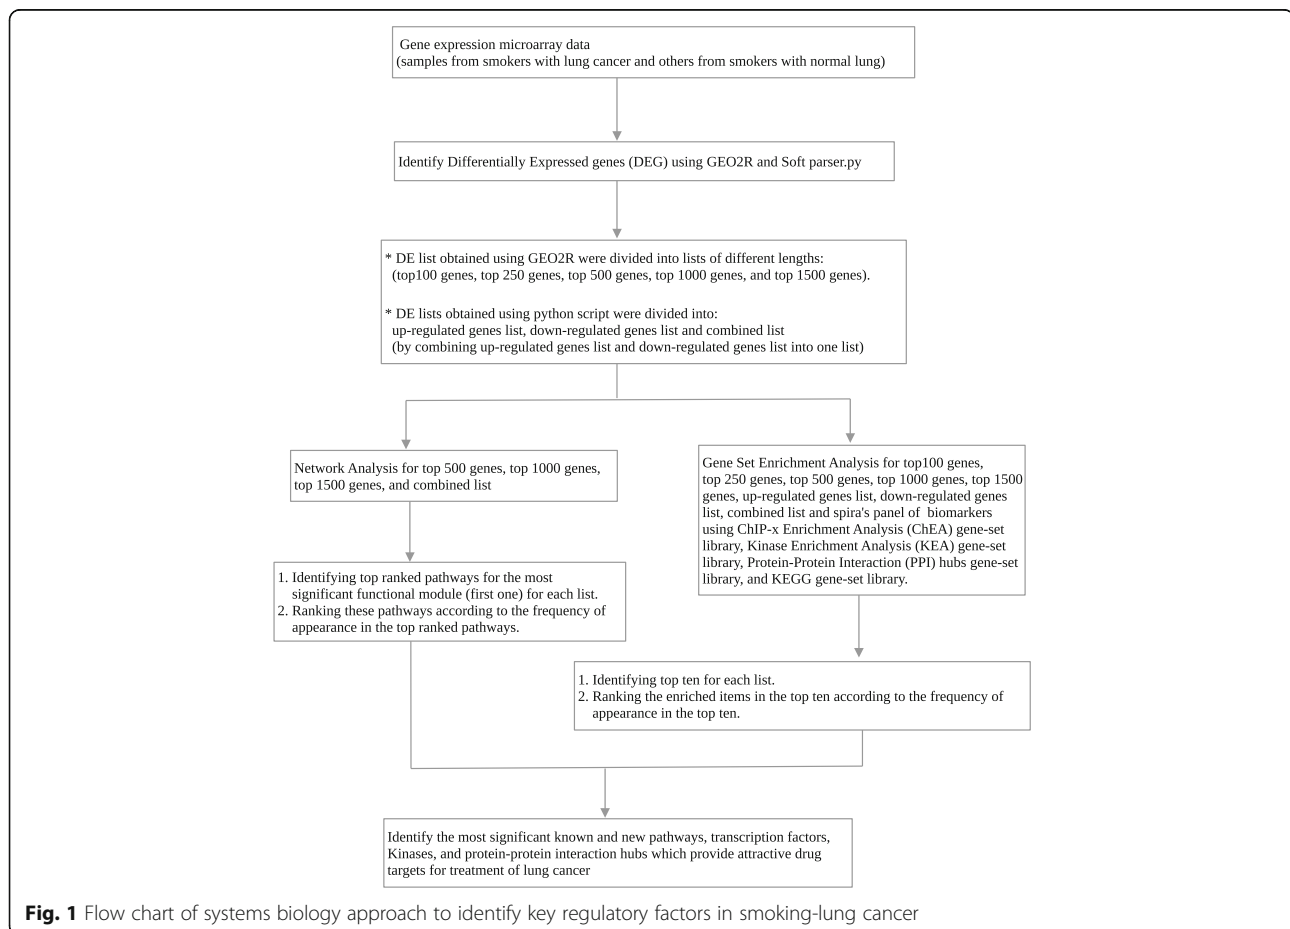 Gene expression microarray data
(samples from smokers with lung cancer and others from smokers with normal lung)
Identify Differentially Expressed genes (DEG) using GEO2R and Soft parser.py
* DE list obtained using GEO2R were divided into lists of different lengths:
(top100 genes, top 250 genes, top 500 genes, top 1000 genes, and top 1500 genes).
* DE lists obtained using python script were divided into:
up-regulated genes list, down-regulated genes list and combined list
(by combining up-regulated genes list and down-regulated genes list into one list)
Network Analysis for top 500 genes, top 1000 genes,
top 1500 genes, and combined list
Gene Set Enrichment Analysis for top100 genes,
top 250 genes, top 500 genes, top 1000 genes, top 1500
genes, up-regulated genes list, down-regulated genes
list, combined list and spira's panel of biomarkers
using ChIP-x Enrichment Analysis (ChEA) gene-set
library, Kinase Enrichment Analysis (KEA) gene-set
library, Protein-Protein Interaction (PPI) hubs gene-set
library, and KEGG gene-set library.
1. Identifying top ranked pathways for the most
significant functional module (first one) for each list.
2. Ranking these pathways according to the frequency of
appearance in the top ranked pathways.
1. Identifying top ten for each list.
2. Ranking the enriched items in the top ten according to the frequency of
appearance in the top ten.
Identify the most significant known and new pathways, transcription factors,
Kinases, and protein-protein interaction hubs which provide attractive drug
targets for treatment of lung cancer
Fig. 1 Flow chart of systems biology approach to identify key regulatory factors in smoking-lung cancer